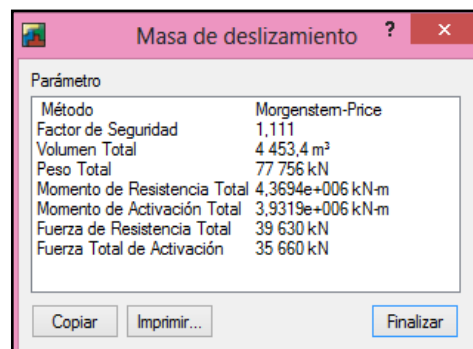 Masa de deslizamiento ? ×
Parámetro
Método Morgenstern-Price
Factor de Seguridad 1,111
Volumen Total 4 453,4 m³
Peso Total 77 756 kN
Momento de Resistencia Total 4,3694e+006 kN-m
Momento de Activación Total 3,9319e+006 kN-m
Fuerza de Resistencia Total 39 630 kN
Fuerza Total de Activación 35 660 kN
Copiar Imprimir... Finalizar